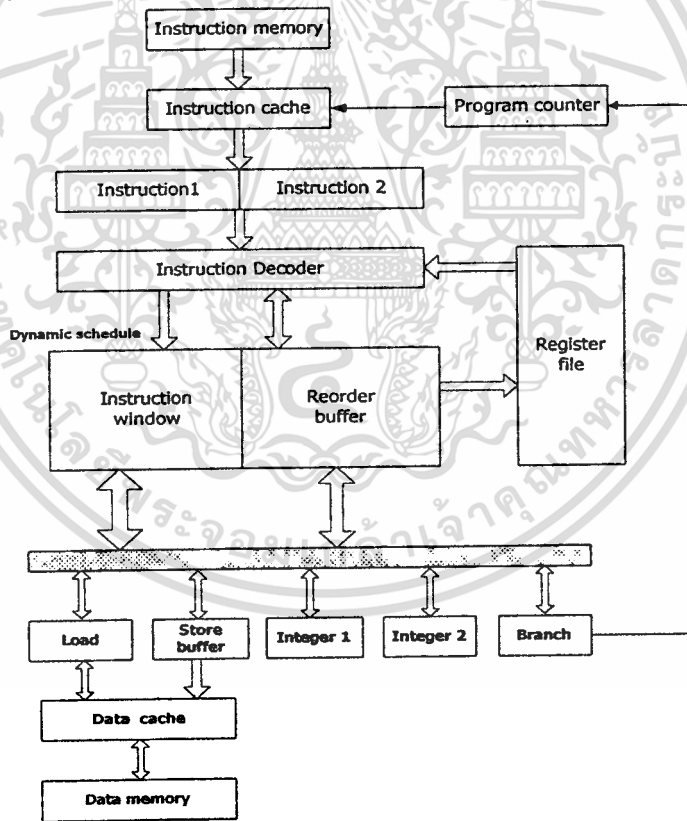 Instruction memory
Instruction cache
Program counter
Instruction1
Instruction 2
Instruction Decoder
Dynamic schedule
Instruction
window
Reorder
buffer
Register
file
Load
Store
buffer
Integer 1
Integer 2
Branch
Data cache
Data memory